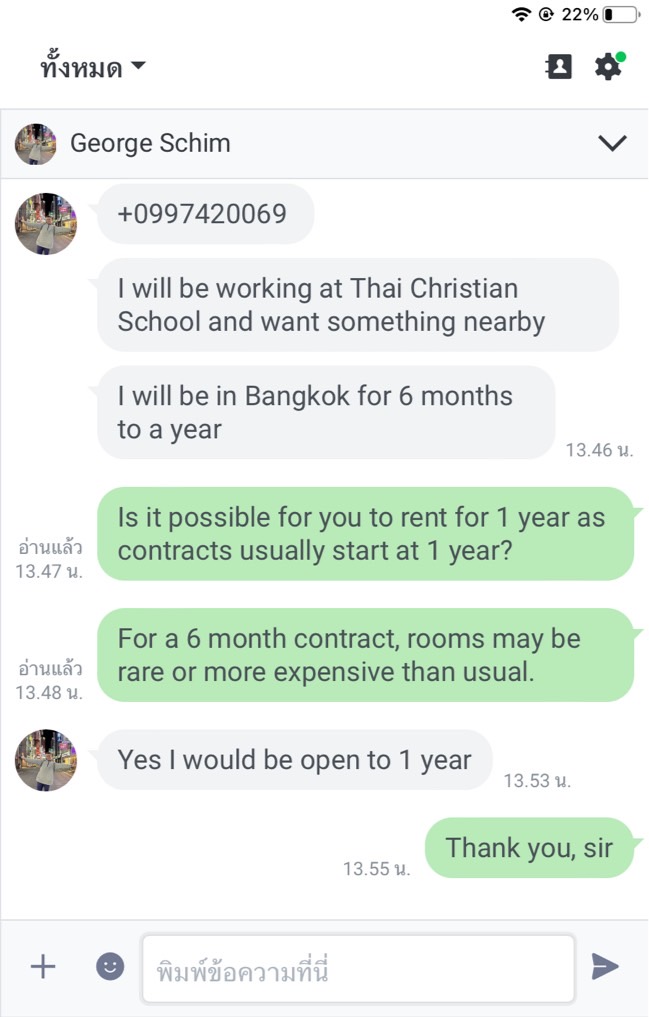 22%
ทั้งหมด
George Schim
+0997420069
I will be working at Thai Christian
School and want something nearby
I will be in Bangkok for 6 months
to a year
13.46 น.
Is it possible for you to rent for 1 year as
contracts usually start at 1 year?
อ่านแล้ว
13.47 น.
For a 6 month contract, rooms may be
rare or more expensive than usual.
อ่านแล้ว
13.48 น.
Yes I would be open to 1 year
13.53 น.
Thank you, sir
13.55 น.
พิมพ์ข้อความที่นี่